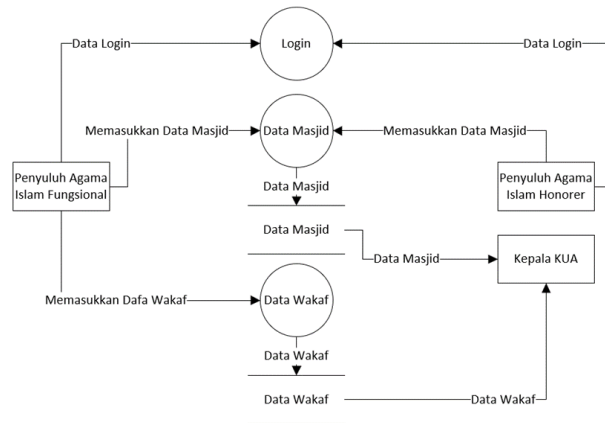 Data Login
Login
Data Login
Memasukkan Data Masjid
Data Masjid
Memasukkan Data Masjid
Penyuluh Agama
Islam Fungsional
Data Masjid
Penyuluh Agama
Islam Honorer
Data Masjid
Data Masjid
Kepala KUA
Memasukkan Dafa Wakaf
Data Wakaf
Data Wakaf
Data Wakaf
Data Wakaf